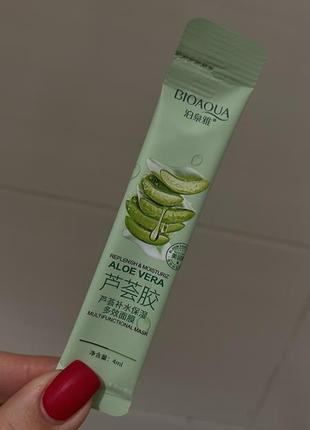 BIOAQUA
泊泉雅
REPLENISH & MOISTURIZ
ALOE VERA
芦荟胶
芦荟补水保湿
多效面膜
MULTIFUNCTIONAL MASK
净含量: 4ml